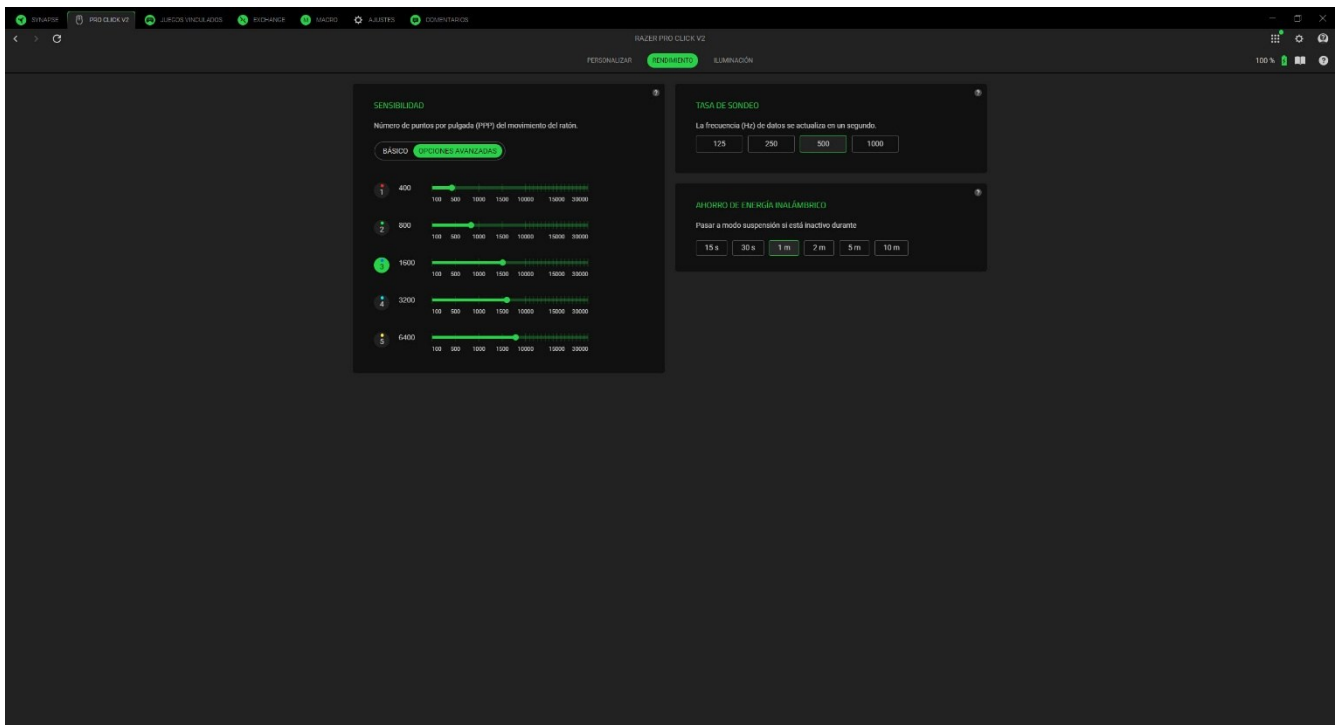 SYNAPSE PRO CLICK V2 JUEGOS VINCULADOS EXCHANGE MACRO AJUSTES COMENTARIOS
RAZER PRO CLICK V2
PERSONALIZAR RENDIMIENTO ILUMINACIÓN 100 %
SENSIBILIDAD
Número de puntos por pulgada (PPP) del movimiento del ratón.
BÁSICO OPCIONES AVANZADAS
1 400
100 500 1000 1500 10000 15000 30000
2 800
100 500 1000 1500 10000 15000 30000
3 1600
100 500 1000 1500 10000 15000 30000
4 3200
100 500 1000 1500 10000 15000 30000
5 6400
100 500 1000 1500 10000 15000 30000
TASA DE SONDEO
La frecuencia (Hz) de datos se actualiza en un segundo.
125 250 500 1000
AHORRO DE ENERGÍA INALÁMBRICO
Pasar a modo suspensión si está inactivo durante
15 s 30 s 1 m 2 m 5 m 10 m